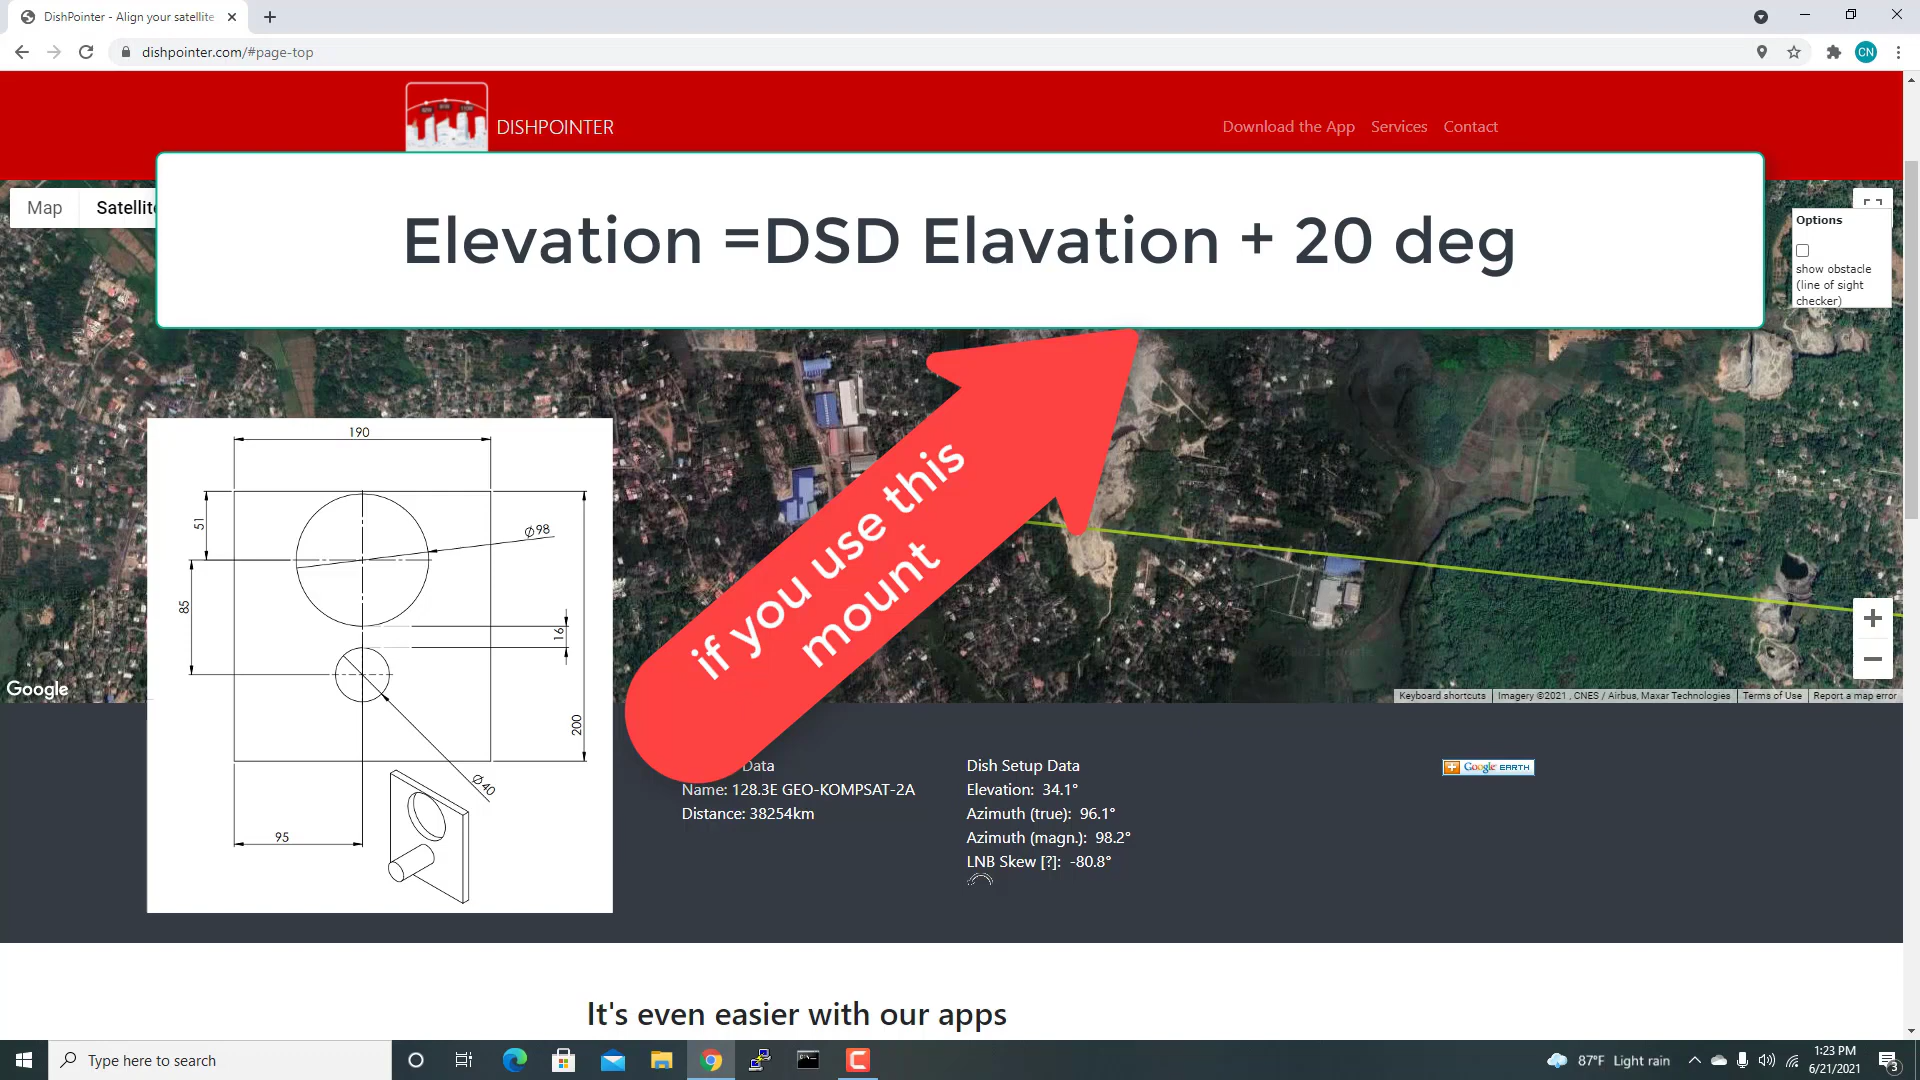 DishPointer - Align your satellite
dishpointer.com/#page-top
CN
DISHPOINTER
Download the App
Services
Contact
Map
Satellite
Elevation =DSD Elavation + 20 deg
Options
show obstacle
(line of sight
checker)
if you use this
mount
190
51
Ø98
85
16
200
Ø40
95
Google
Keyboard shortcuts
Imagery ©2021 , CNES / Airbus, Maxar Technologies
Terms of Use
Report a map error
Data
Name: 128.3E GEO-KOMPSAT-2A
Distance: 38254km
Dish Setup Data
Elevation: 34.1°
Azimuth (true): 96.1°
Azimuth (magn.): 98.2°
LNB Skew [?]: -80.8°
Google EARTH
It's even easier with our apps
Type here to search
87°F Light rain
1:23 PM
6/21/2021
3